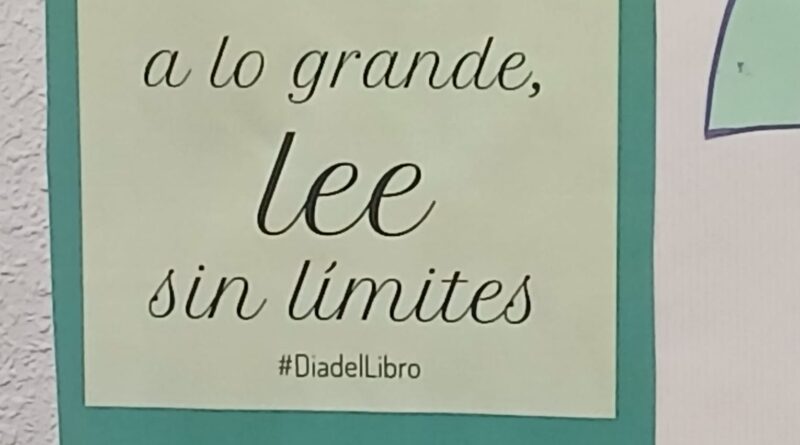 a lo grande,
lee
sin límites
#DiadelLibro